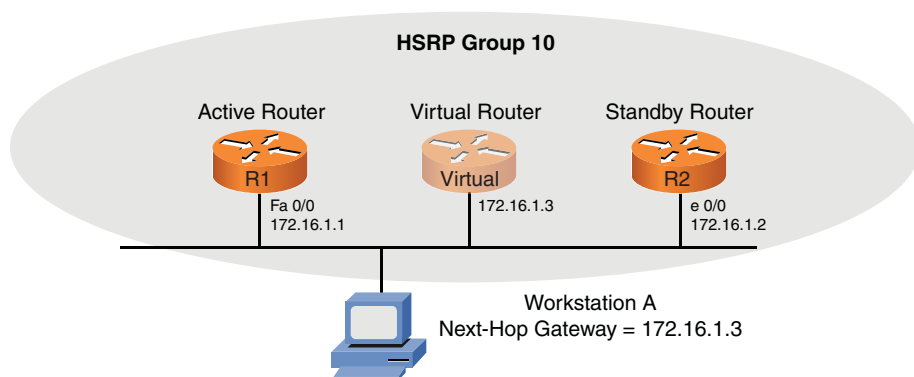 HSRP Group 10
Active Router
Virtual Router
Standby Router
R1
Virtual
R2
Fa 0/0
172.16.1.1
172.16.1.3
e 0/0
172.16.1.2
Workstation A
Next-Hop Gateway = 172.16.1.3